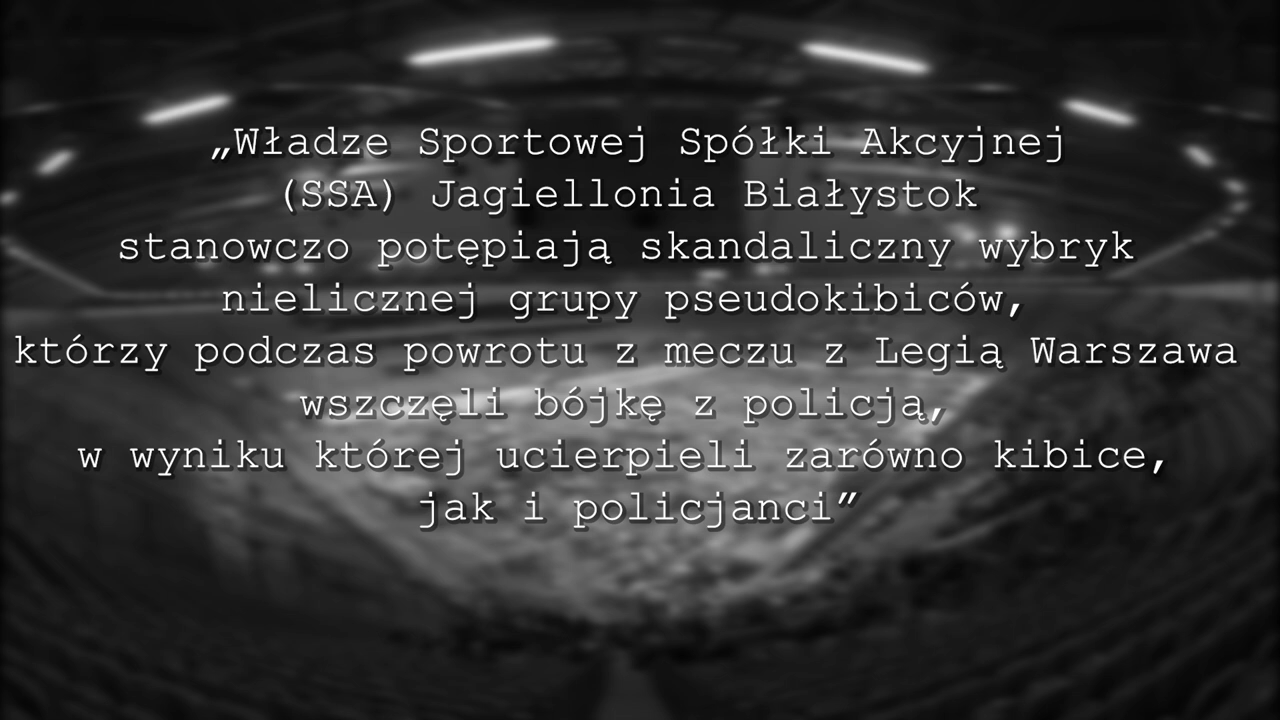 „Władze Sportowej Spółki Akcyjnej
(SSA) Jagiellonia Białystok
stanowczo potępiają skandaliczny wybryk
nielicznej grupy pseudokibiców,
którzy podczas powrotu z meczu z Legią Warszawa
wszczęli bójkę z policją,
w wyniku której ucierpieli zarówno kibice,
jak i policjanci”